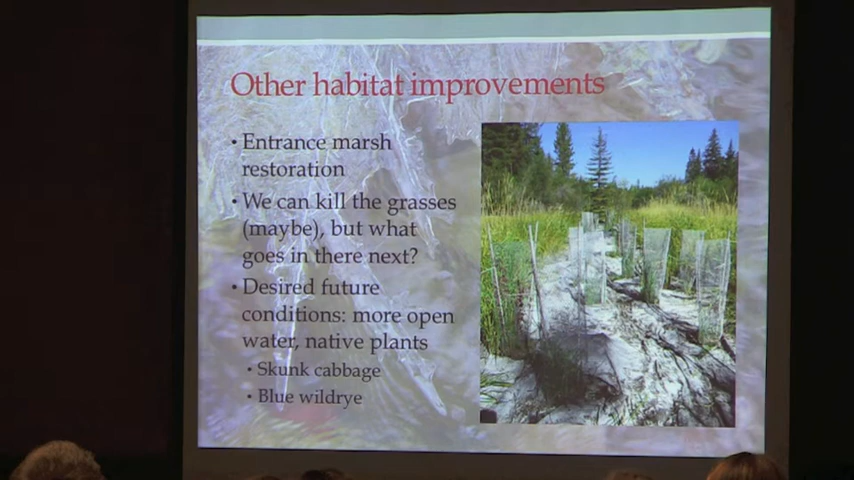 Other habitat improvements
• Entrance marsh
restoration
• We can kill the grasses
(maybe), but what
goes in there next?
• Desired future
conditions: more open
water, native plants
• Skunk cabbage
• Blue wildrye